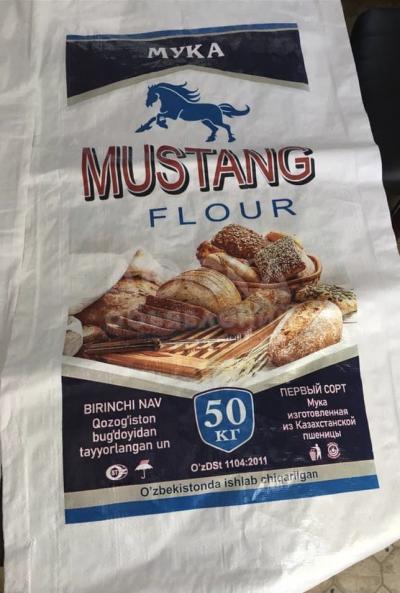 МУКА
MUSTANG
FLOUR
BIRINCHI NAV
Qozog'iston
bug'doyidan
tayyorlangan un
50
КГ
ПЕРВЫЙ СОРТ
Мука
изготовленная
из Казахстанской
пшеницы
O'zDSt 1104:2011
O'zbekistonda ishlab chiqarilgan